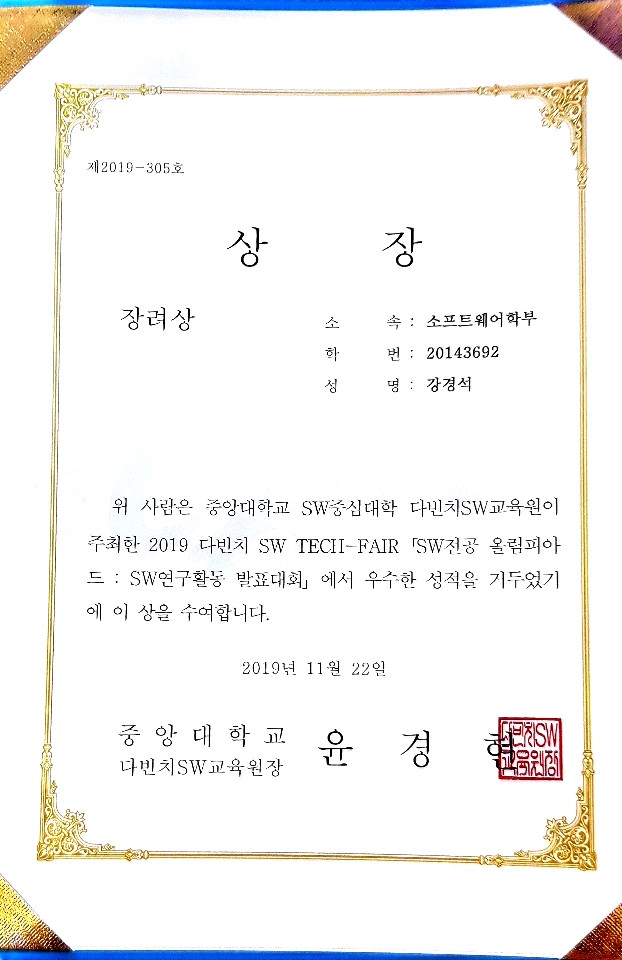 제2019-305호
상 장
장려상
소 속 : 소프트웨어학부
학 번 : 20143692
성 명 : 강경석
위 사람은 중앙대학교 SW중심대학 다빈치SW교육원이
주최한 2019 다빈치 SW TECH-FAIR 「SW전공 올림피아
드 : SW연구활동 발표대회」에서 우수한 성적을 거두었기
에 이 상을 수여합니다.
2019년 11월 22일
중앙대학교
다빈치SW교육원장
윤 경 현
다빈치SW
교육원장